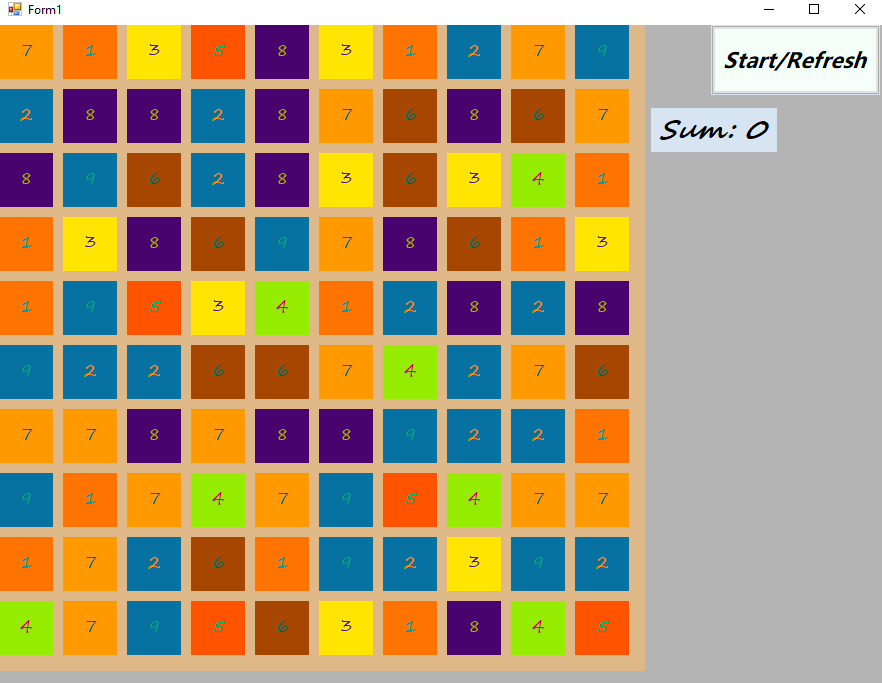 Form1
7 1 3 5 8 3 1 2 7 9
Start/Refresh
2 8 8 2 8 7 6 8 6 7
Sum: 0
8 9 6 2 8 3 6 3 4 1
1 3 8 6 9 7 8 6 1 3
1 9 5 3 4 1 2 8 2 8
9 2 2 6 6 7 4 2 7 6
7 7 8 7 8 8 9 2 2 1
9 1 7 4 7 9 5 4 7 7
1 7 2 6 1 9 2 3 9 2
4 7 9 5 6 3 1 8 4 5